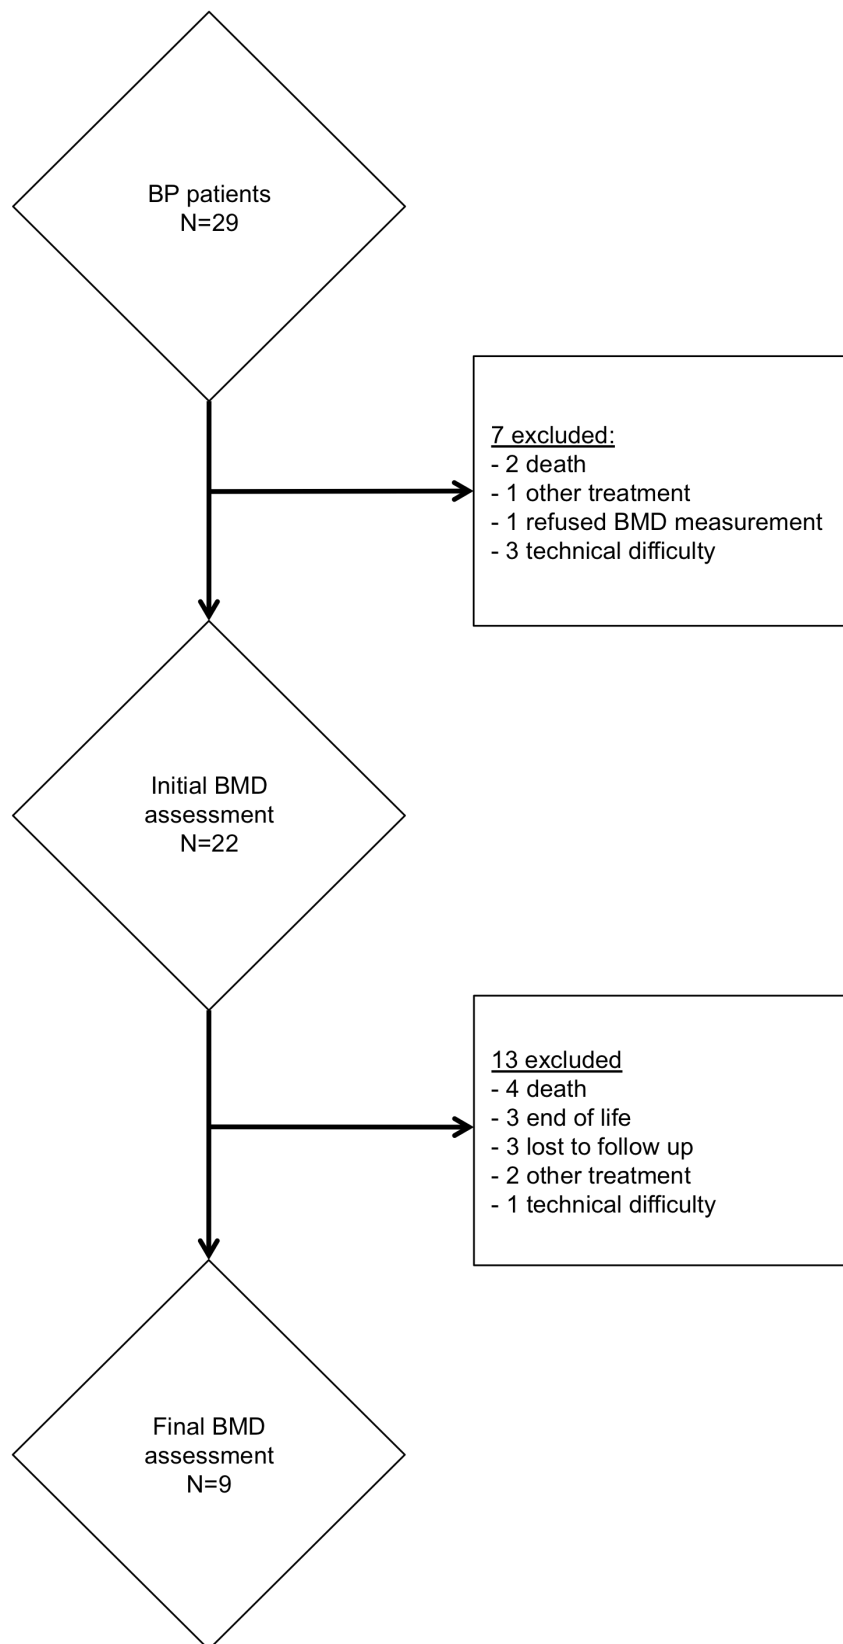 BP patients
N=29
7 excluded:
- 2 death
- 1 other treatment
- 1 refused BMD measurement
- 3 technical difficulty
Initial BMD
assessment
N=22
13 excluded
- 4 death
- 3 end of life
- 3 lost to follow up
- 2 other treatment
- 1 technical difficulty
Final BMD
assessment
N=9